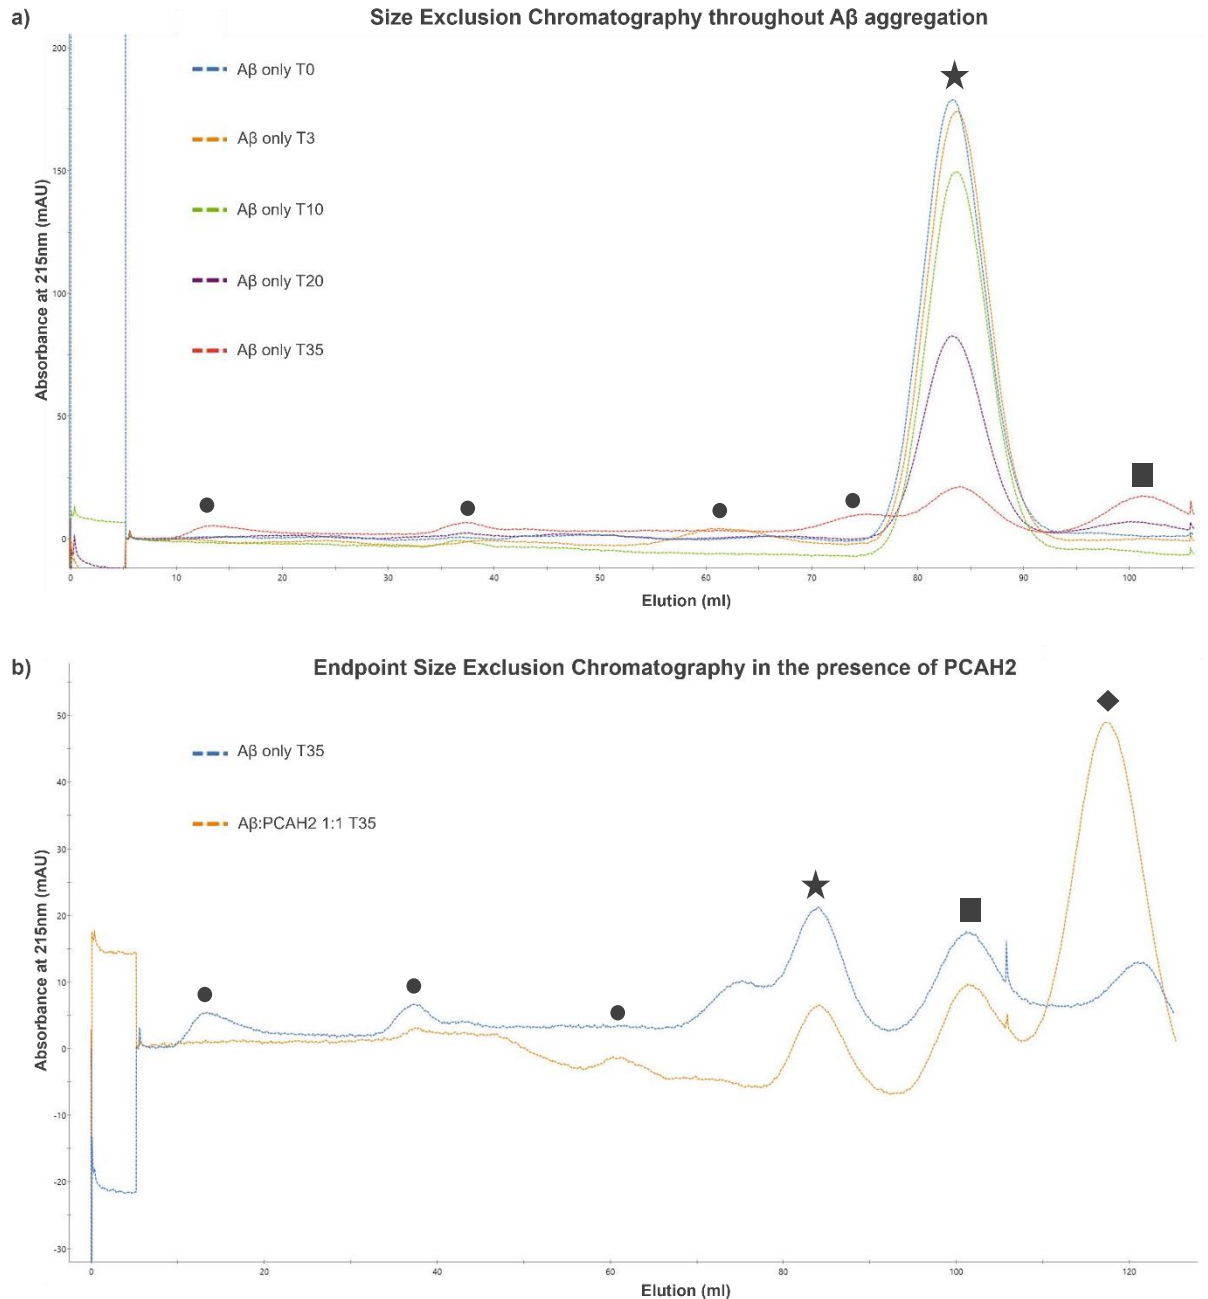 a)
Size Exclusion Chromatography throughout Aβ aggregation
200
150
100
50
0
Absorbance at 215nm (mAU)
Aβ only T0
Aβ only T3
Aβ only T10
Aβ only T20
Aβ only T35
0 10 20 30 40 50 60 70 80 90 100
Elution (ml)
b)
Endpoint Size Exclusion Chromatography in the presence of PCAH2
50
40
30
20
10
0
-10
-20
-30
Absorbance at 215nm (mAU)
Aβ only T35
Aβ:PCAH2 1:1 T35
0 20 40 60 80 100 120
Elution (ml)